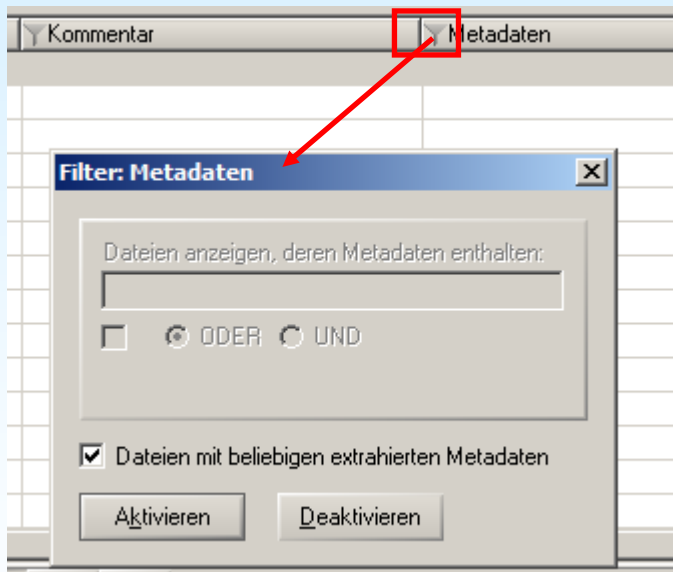 Kommentar Metadaten
Filter: Metadaten
Dateien anzeigen, deren Metadaten enthalten:
ODER UND
Dateien mit beliebigen extrahierten Metadaten
Aktivieren Deaktivieren